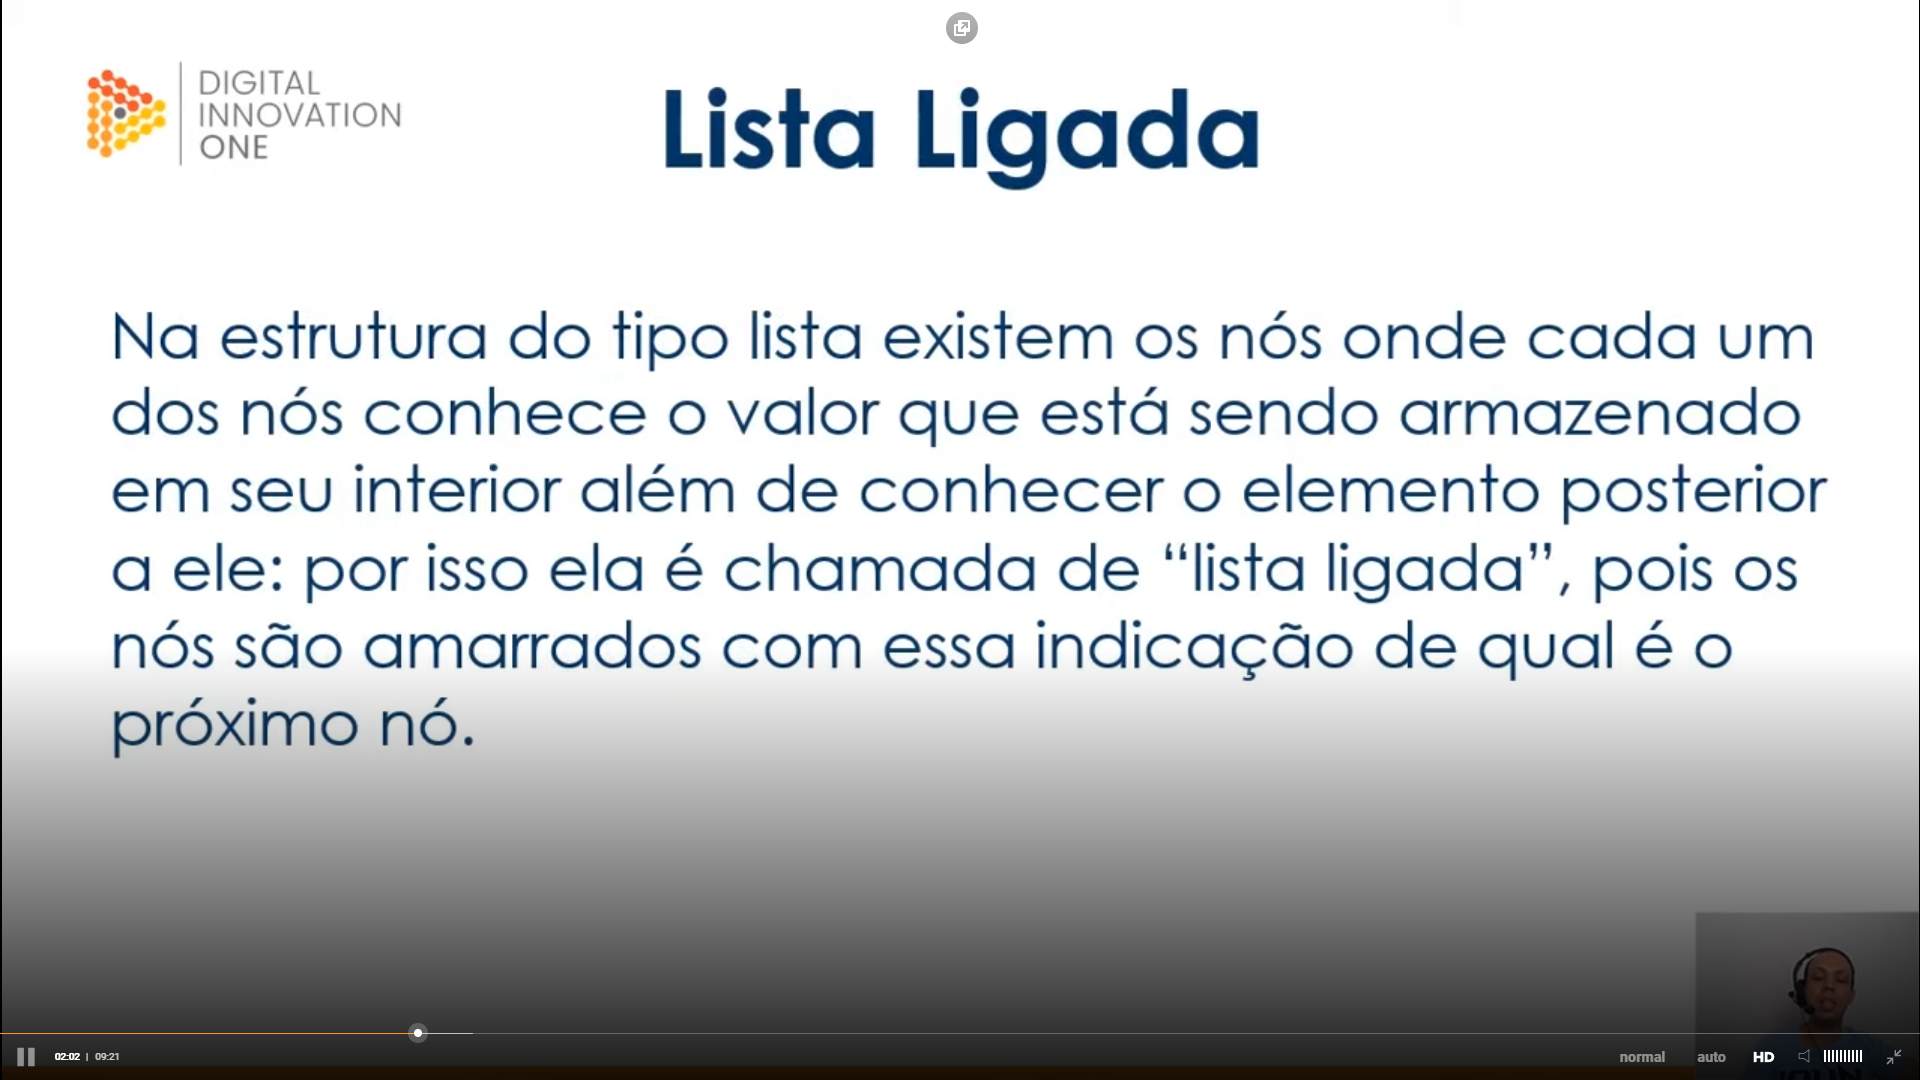 DIGITAL
INNOVATION
ONE
Lista Ligada
Na estrutura do tipo lista existem os nós onde cada um
dos nós conhece o valor que está sendo armazenado
em seu interior além de conhecer o elemento posterior
a ele: por isso ela é chamada de “lista ligada”, pois os
nós são amarrados com essa indicação de qual é o
próximo nó.
02:02 | 09:21
normal auto HD